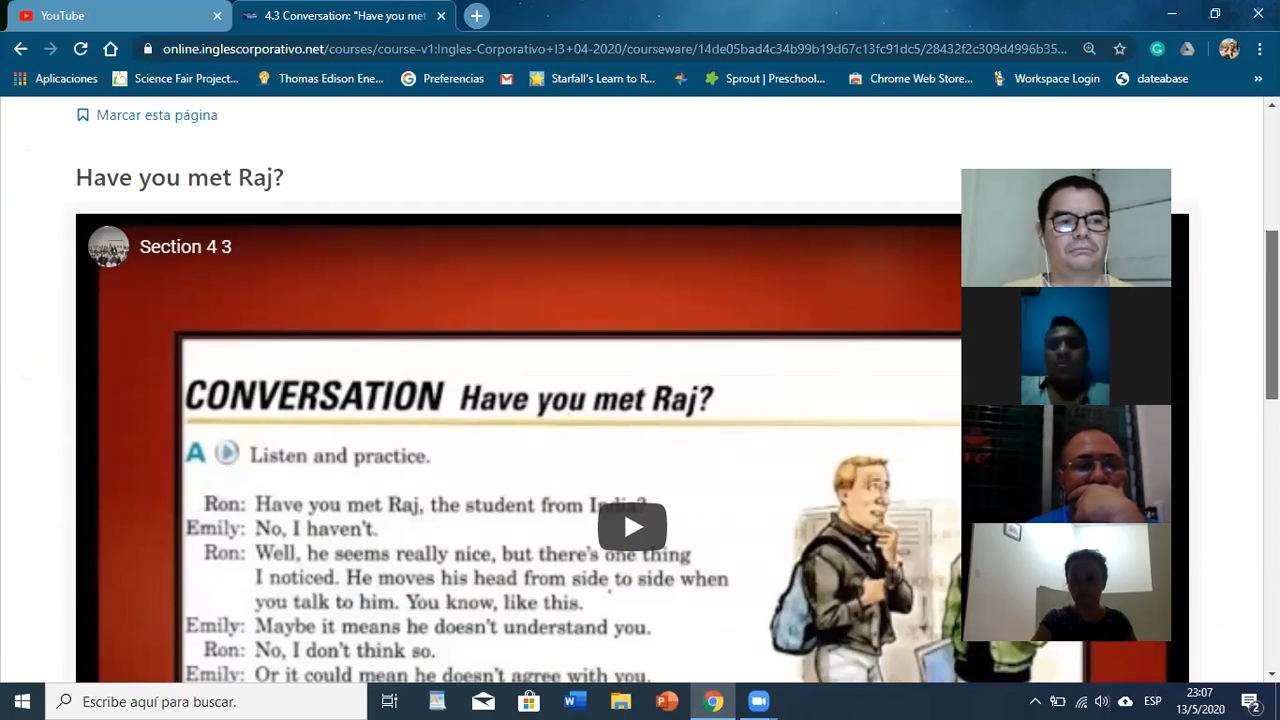 YouTube
4.3 Conversation: "Have you met
online.inglescorporativo.net/courses/course-v1:Ingles-Corporativo+I3+04-2020/courseware/14de05bad4c34b99b19d67c13fc91dc5/28432f2c309d4996b35...
Aplicaciones
Science Fair Project...
Thomas Edison Ene...
Preferencias
Starfall's Learn to R...
Sprout | Preschool...
Chrome Web Store...
Workspace Login
dateabase
»
Marcar esta página
Have you met Raj?
Section 4 3
CONVERSATION Have you met Raj?
A Listen and practice.
Ron: Have you met Raj, the student from India?
Emily: No, I haven't.
Ron: Well, he seems really nice, but there's one thing
I noticed. He moves his head from side to side when
you talk to him. You know, like this.
Emily: Maybe it means he doesn't understand you.
Ron: No, I don't think so.
Emily: Or it could mean he doesn't agree with you.
Escribe aquí para buscar.
ESP
23:07
13/5/2020
2